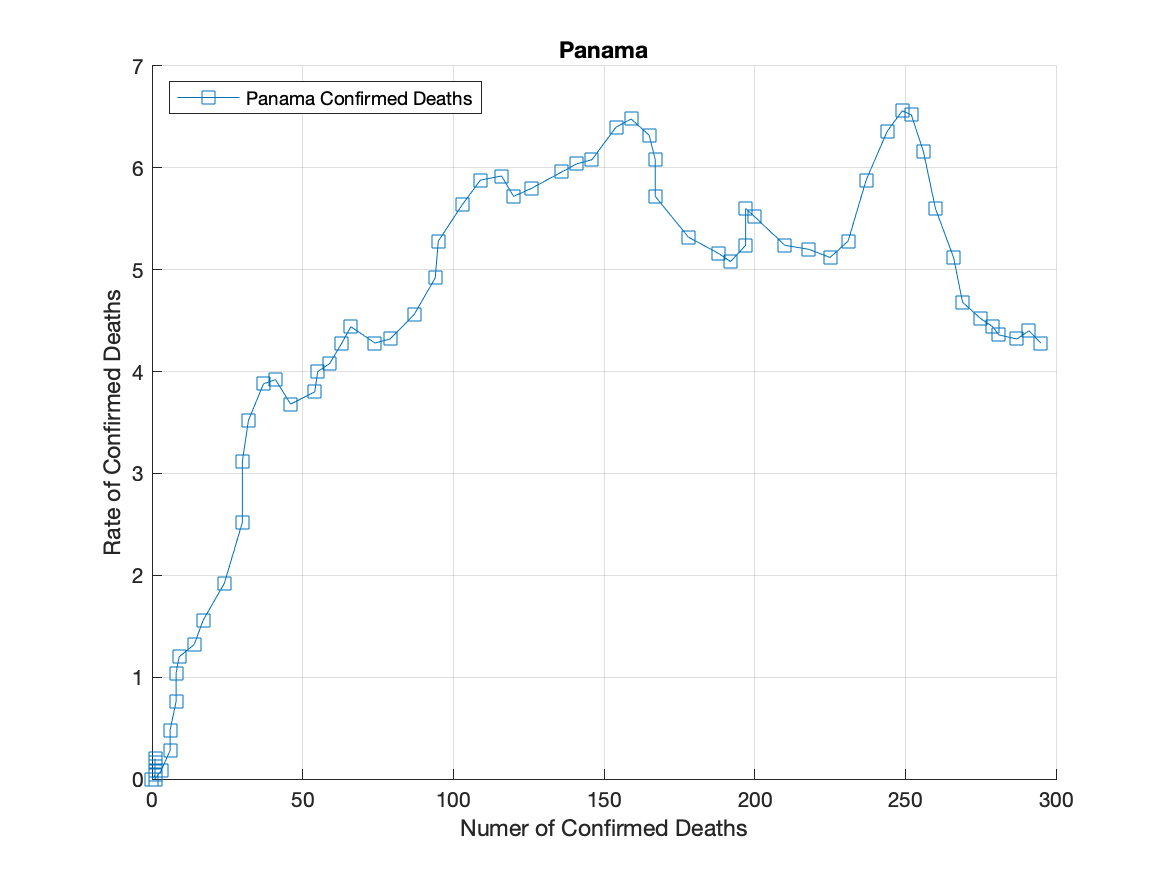 Panama
Panama Confirmed Deaths
7
6
5
4
3
2
1
0
Rate of Confirmed Deaths
0 50 100 150 200 250 300
Numer of Confirmed Deaths